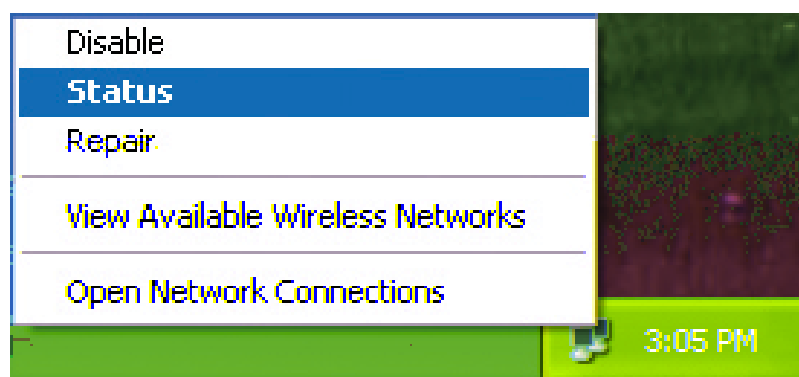 Disable
Status
Repair
View Available Wireless Networks
Open Network Connections
3:05 PM